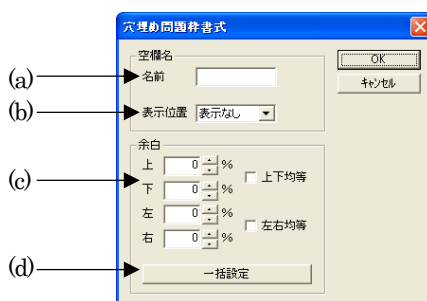 穴埋め問題枠書式
空欄名
OK
(a) 名前
キャンセル
(b) 表示位置 表示なし
余白
上 0 %
上下均等
(c)
下 0 %
左 0 %
左右均等
右 0 %
(d) 一括設定